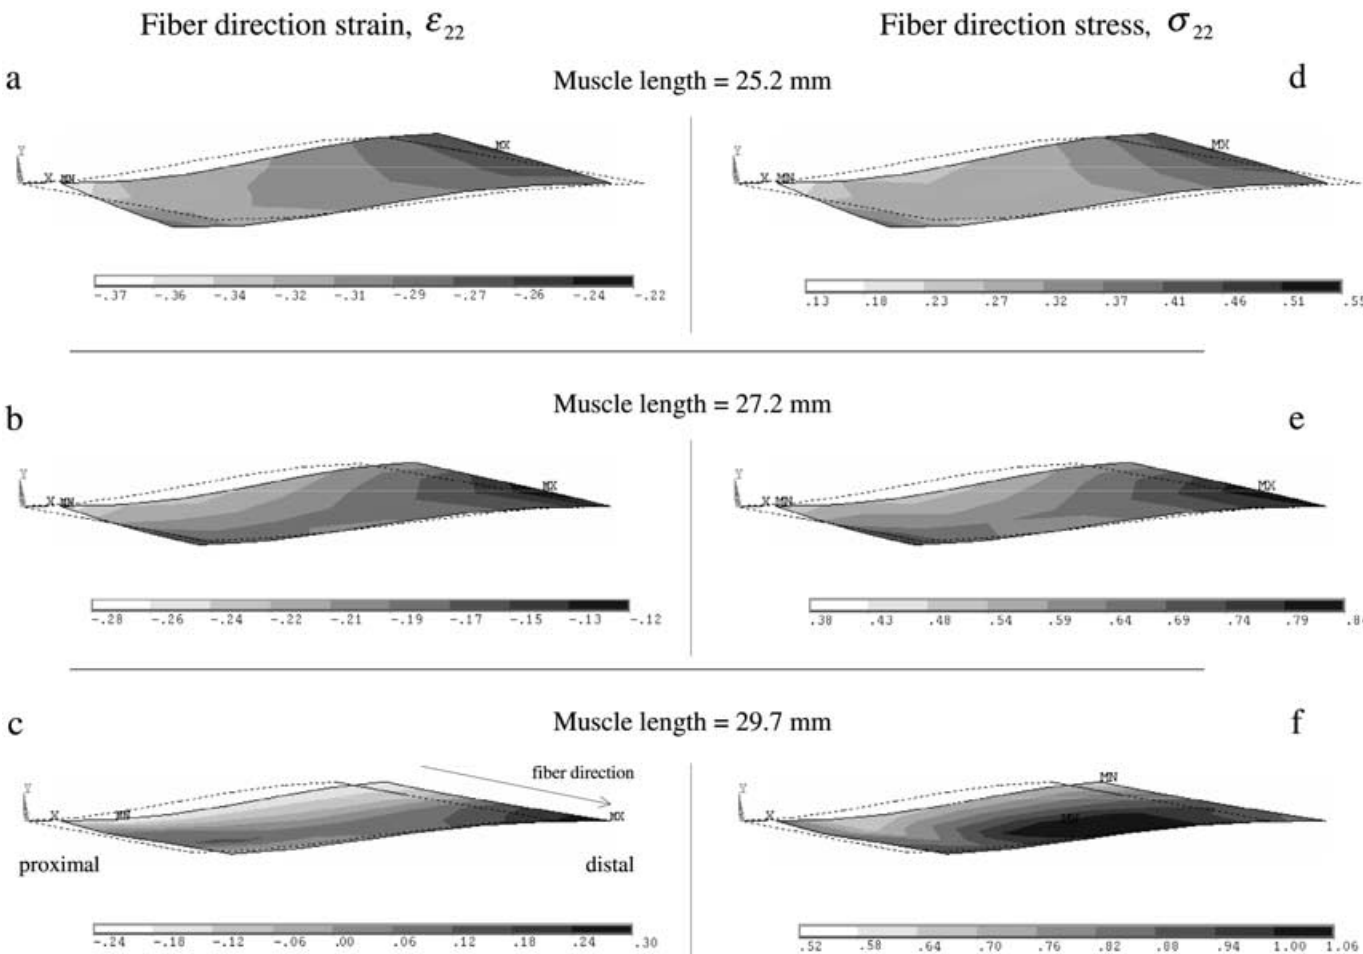 Fiber direction strain, ε22 Fiber direction stress, σ22
a Muscle length = 25.2 mm d
Y MX Y MX
X MN X MN
-.37 -.36 -.34 -.32 -.31 -.29 -.27 -.26 -.24 -.22
.13 .18 .23 .27 .32 .37 .41 .46 .51 .55
b Muscle length = 27.2 mm e
Y MX Y MX
X MN X MN
-.28 -.26 -.24 -.22 -.21 -.19 -.17 -.15 -.13 -.12
.38 .43 .48 .54 .59 .64 .69 .74 .79
c Muscle length = 29.7 mm f
fiber direction
Y Y MN
X MN MX X
proximal distal
-.24 -.18 -.12 -.06 .00 .06 .12 .18 .24 .30
.52 .58 .64 .70 .76 .82 .88 .94 1.00 1.06